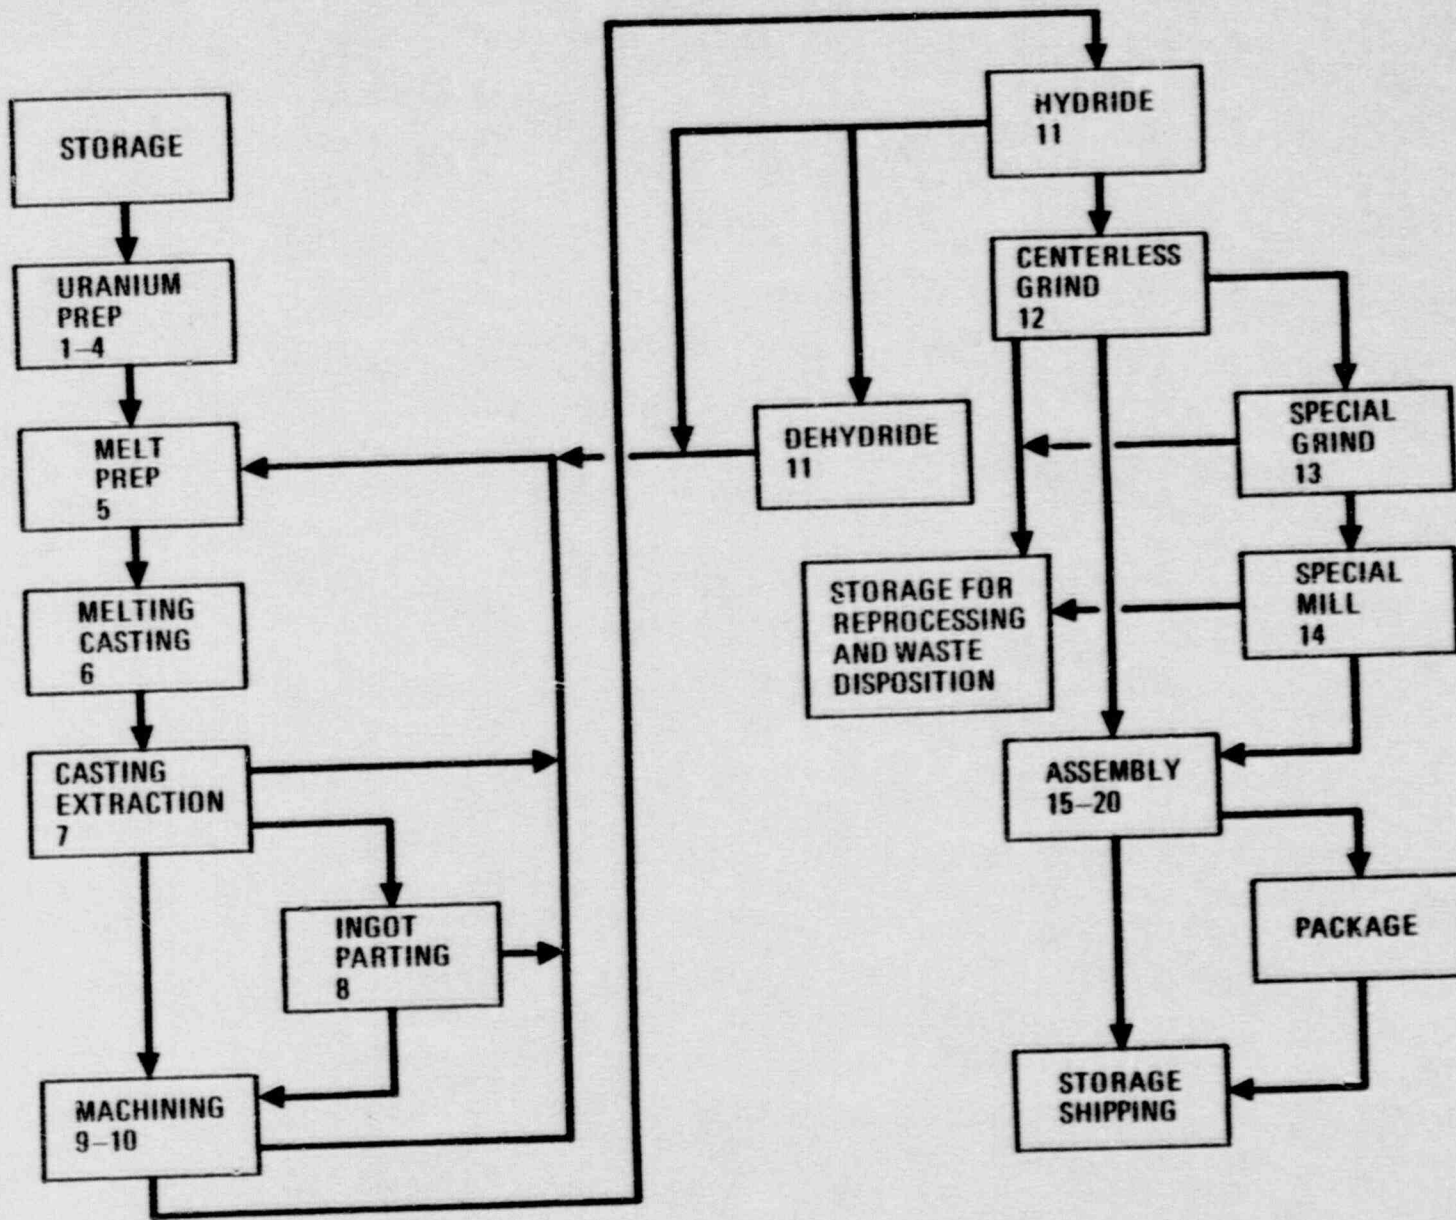 STORAGE
URANIUM
PREP
1–4
MELT
PREP
5
MELTING
CASTING
6
CASTING
EXTRACTION
7
INGOT
PARTING
8
MACHINING
9–10
HYDRIDE
11
CENTERLESS
GRIND
12
DEHYDRIDE
11
SPECIAL
GRIND
13
STORAGE FOR
REPROCESSING
AND WASTE
DISPOSITION
SPECIAL
MILL
14
ASSEMBLY
15–20
PACKAGE
STORAGE
SHIPPING